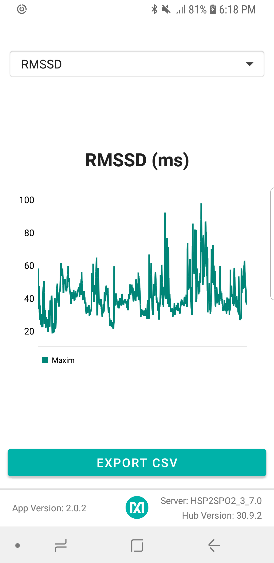 81% 6:18 PM
RMSSD
RMSSD (ms)
100
80
60
40
20
Maxim
EXPORT CSV
App Version: 2.0.2
Server: HSP2SPO2_3_7.0
Hub Version: 30.9.2